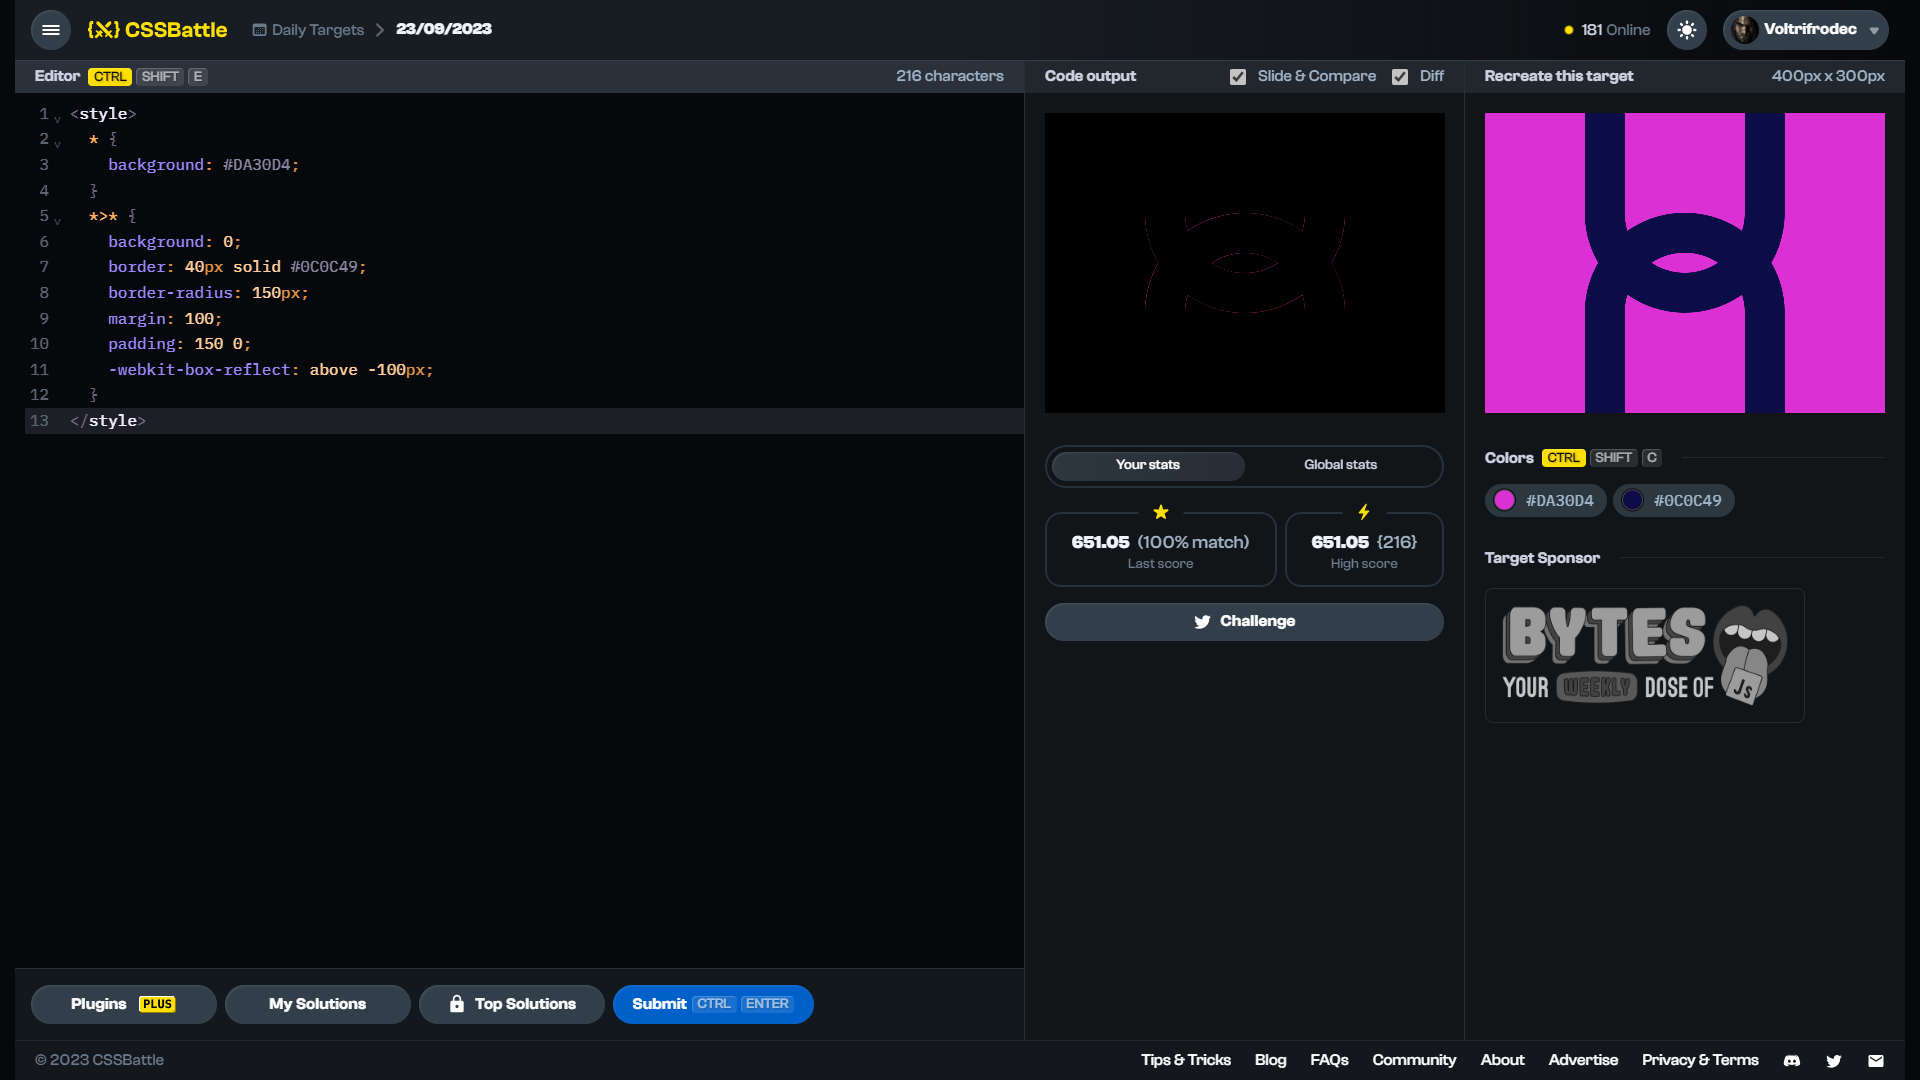 CSSBattle
Daily Targets
23/09/2023
181 Online
Voltrifrodec
Editor CTRL SHIFT E
216 characters
Code output
Slide & Compare
Diff
Recreate this target
400px x 300px
1 <style>
2 * {
3 background: #DA30D4;
4 }
5 *>* {
6 background: 0;
7 border: 40px solid #0C0C49;
8 border-radius: 150px;
9 margin: 100;
10 padding: 150 0;
11 -webkit-box-reflect: above -100px;
12 }
13 </style>
Your stats
Global stats
651.05 (100% match)
Last score
651.05 {216}
High score
Challenge
Colors CTRL SHIFT C
#DA30D4
#0C0C49
Target Sponsor
BYTES
YOUR WEEKLY DOSE OF JS
Plugins PLUS
My Solutions
Top Solutions
Submit CTRL ENTER
© 2023 CSSBattle
Tips & Tricks
Blog
FAQs
Community
About
Advertise
Privacy & Terms